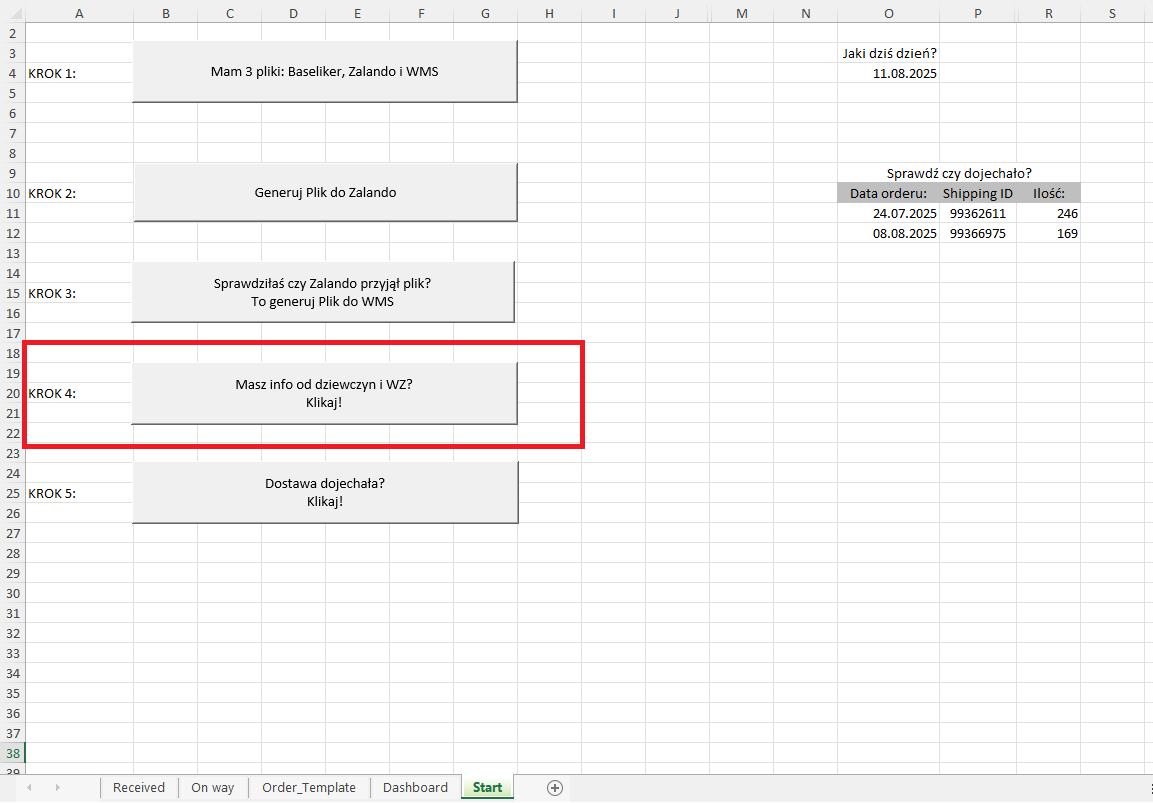 A B C D E F G H I J M N O P R S
2
3 Jaki dziś dzień?
4 KROK 1: Mam 3 pliki: Baseliker, Zalando i WMS 11.08.2025
5
6
7
8
9 Sprawdź czy dojechało?
10 KROK 2: Generuj Plik do Zalando Data orderu: Shipping ID Ilość:
11 24.07.2025 99362611 246
12 08.08.2025 99366975 169
13
14 Sprawdziłaś czy Zalando przyjął plik?
15 KROK 3: To generuj Plik do WMS
16
17
18
19 Masz info od dziewczyn i WZ?
20 KROK 4: Klikaj!
21
22
23
24 Dostawa dojechała?
25 KROK 5: Klikaj!
26
27
28
29
30
31
32
33
34
35
36
37
38
39
Received On way Order_Template Dashboard Start